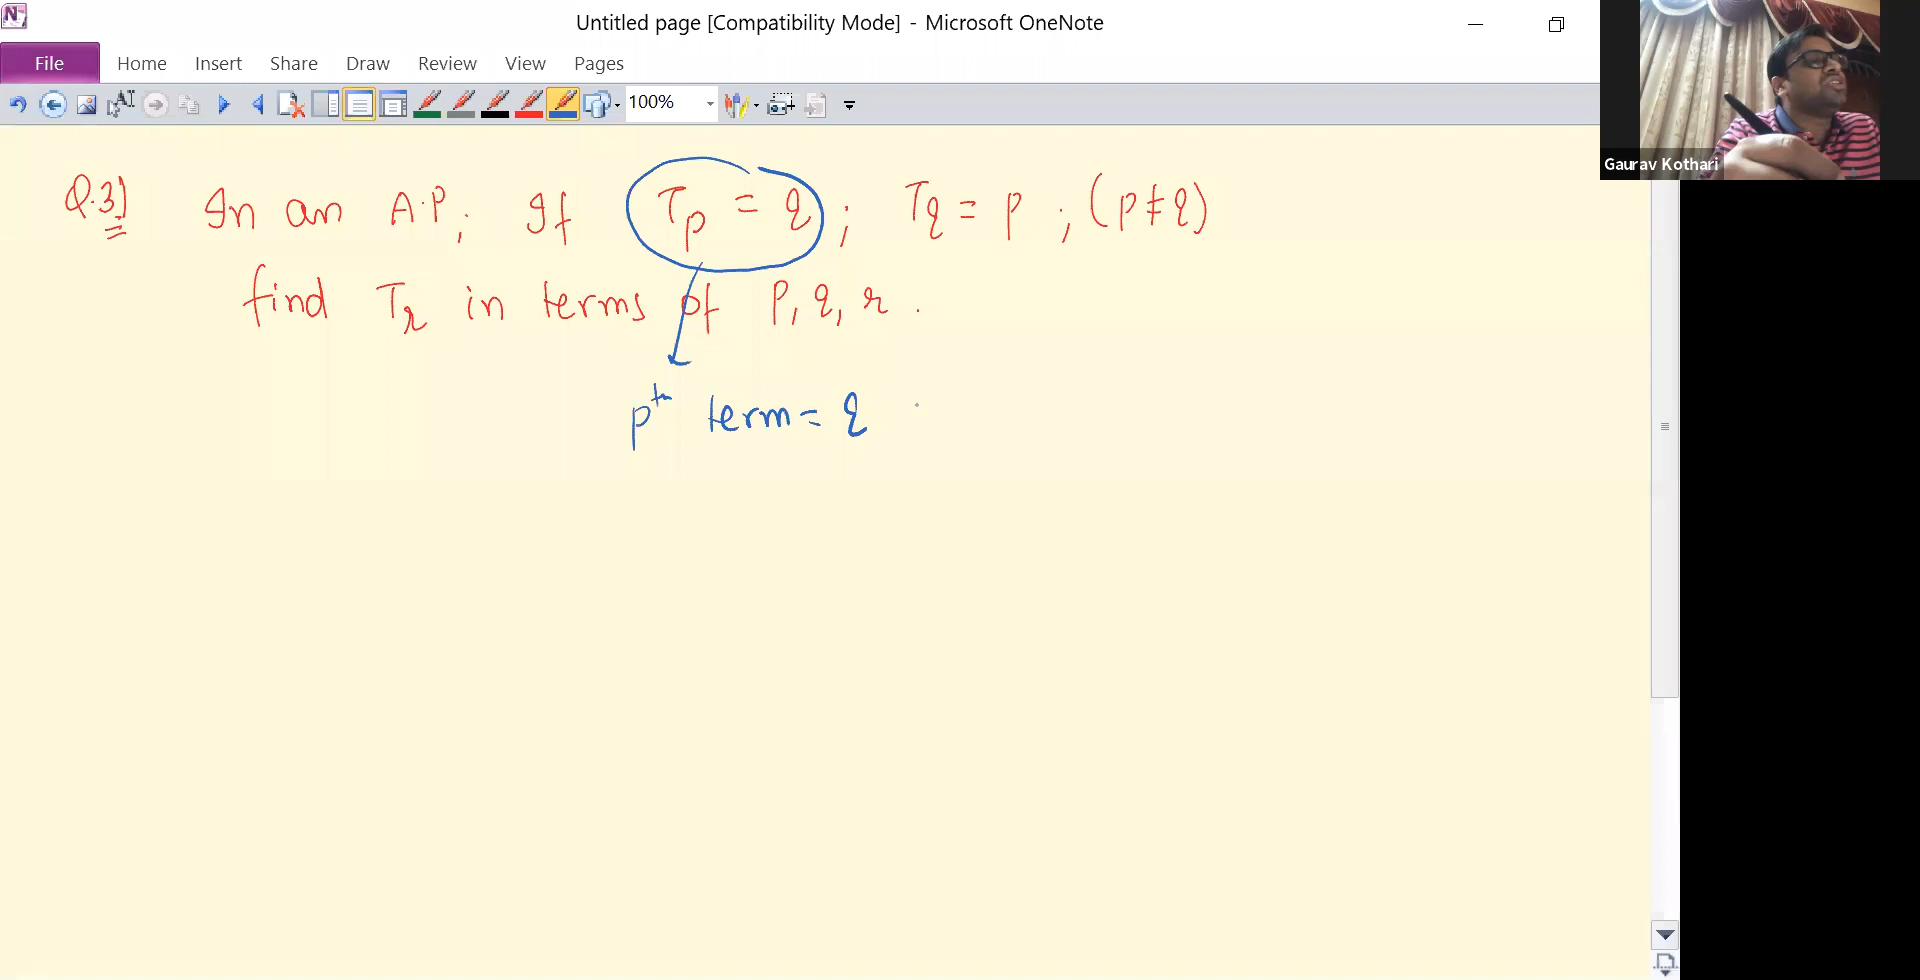 Untitled page [Compatibility Mode] - Microsoft OneNote
File Home Insert Share Draw Review View Pages
100%
Gaurav Kothari
Q.3) In an A.P, If Tp = q ; Tq = p ; (p ≠ q)
find Tr in terms of P, q, r .
pth term = q